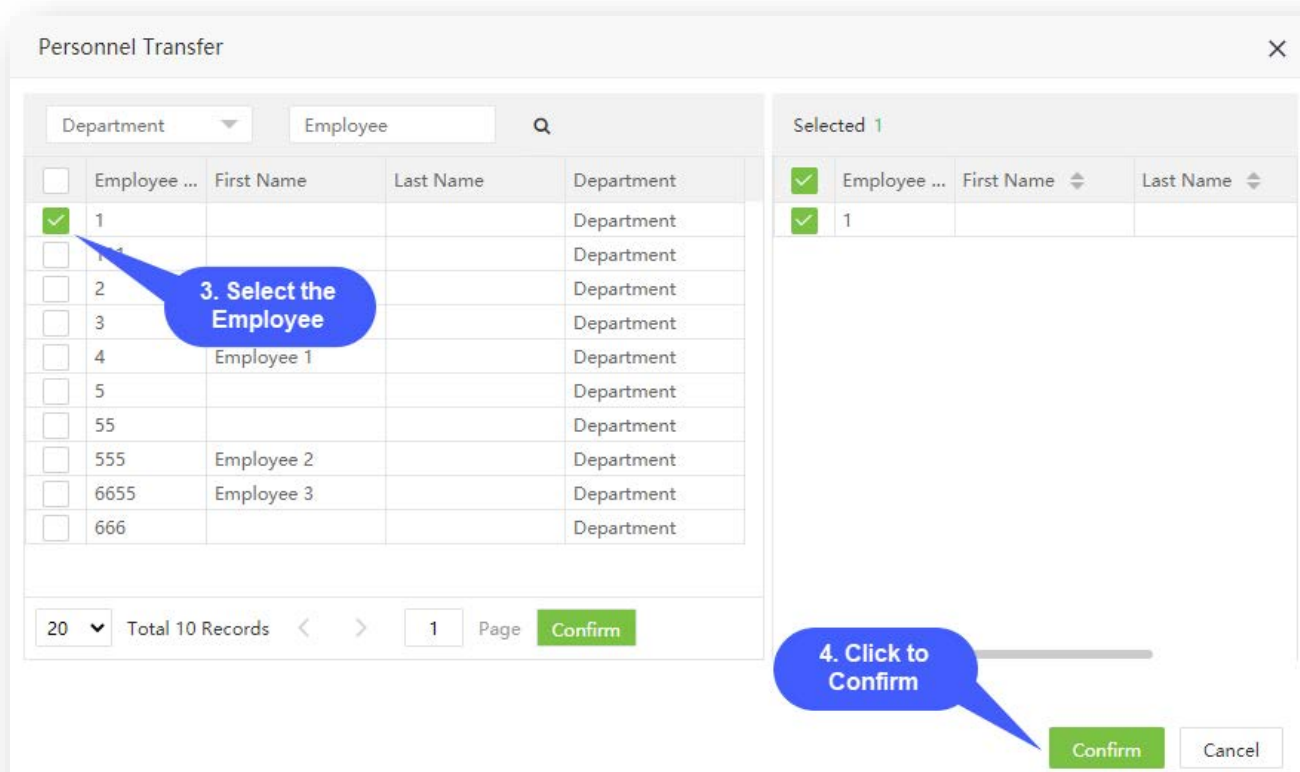 Personnel Transfer
Department Employee Selected 1
Employee ... First Name Last Name Department Employee ... First Name Last Name
1 Department 1
Department
2 Department
3 Department
3. Select the
Employee
4 Employee 1 Department
5 Department
55 Department
555 Employee 2 Department
6655 Employee 3 Department
666 Department
20 Total 10 Records 1 Page Confirm
4. Click to
Confirm
Confirm Cancel